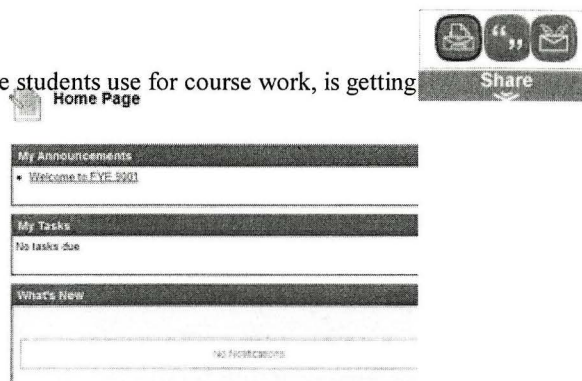 e students use for course work, is getting
Share
Home Page
My Announcements
• Welcome to FYE 9001
My Tasks
No tasks due
What's New
No Notifications